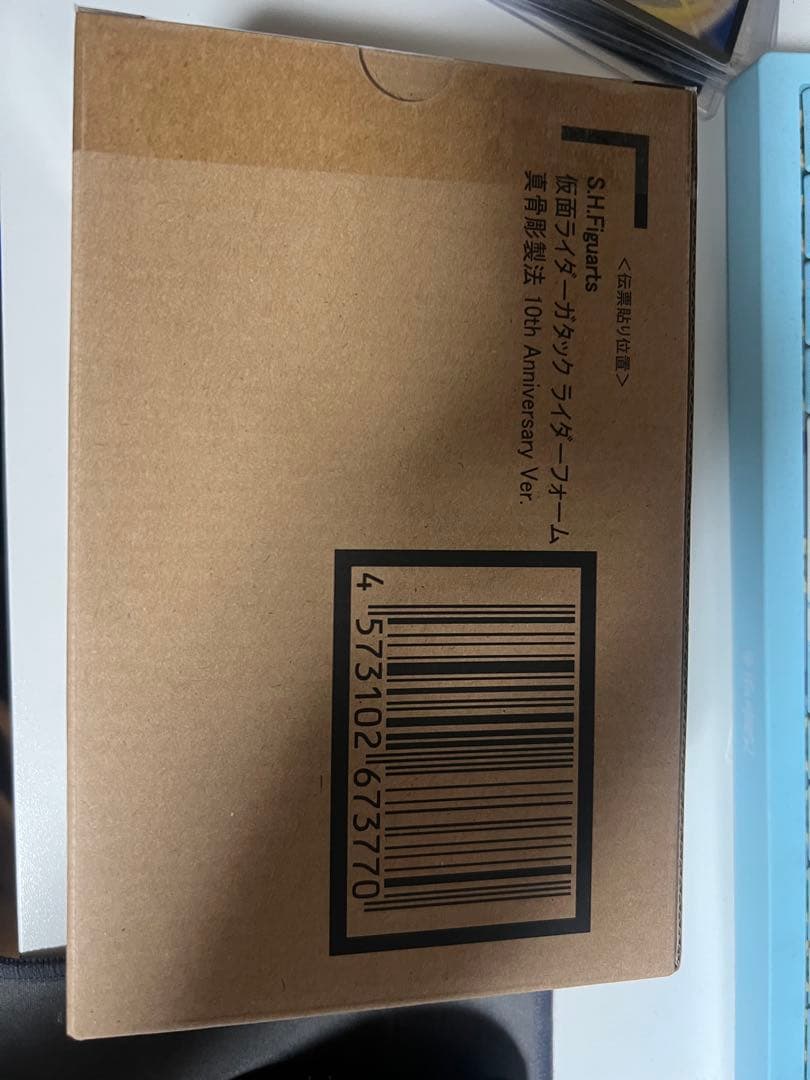 <伝票貼り位置>
S.H.Figuarts
仮面ライダーガタック ライダーフォーム
真骨彫製法 10th Anniversary Ver.
4 573102 673770